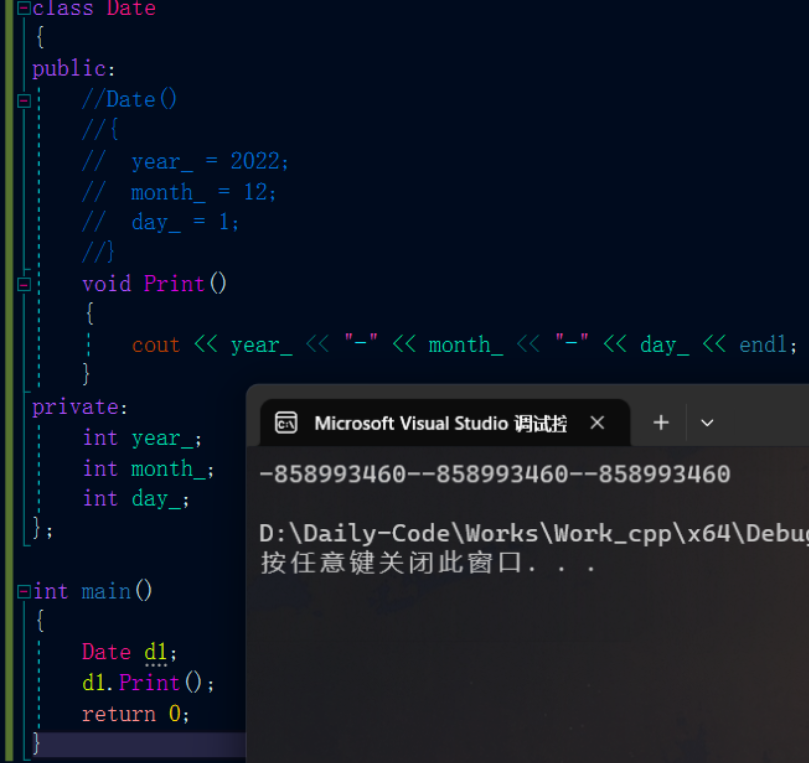 class Date
{
public:
//Date()
//{
// year_ = 2022;
// month_ = 12;
// day_ = 1;
//}
void Print()
{
cout << year_ << "-" << month_ << "-" << day_ << endl;
}
private:
int year_;
int month_;
int day_;
};
int main()
{
Date d1;
d1.Print();
return 0;
}
Microsoft Visual Studio 调试控
-858993460--858993460--858993460
D:\Daily-Code\Works\Work_cpp\x64\Debug
按任意键关闭此窗口. . .